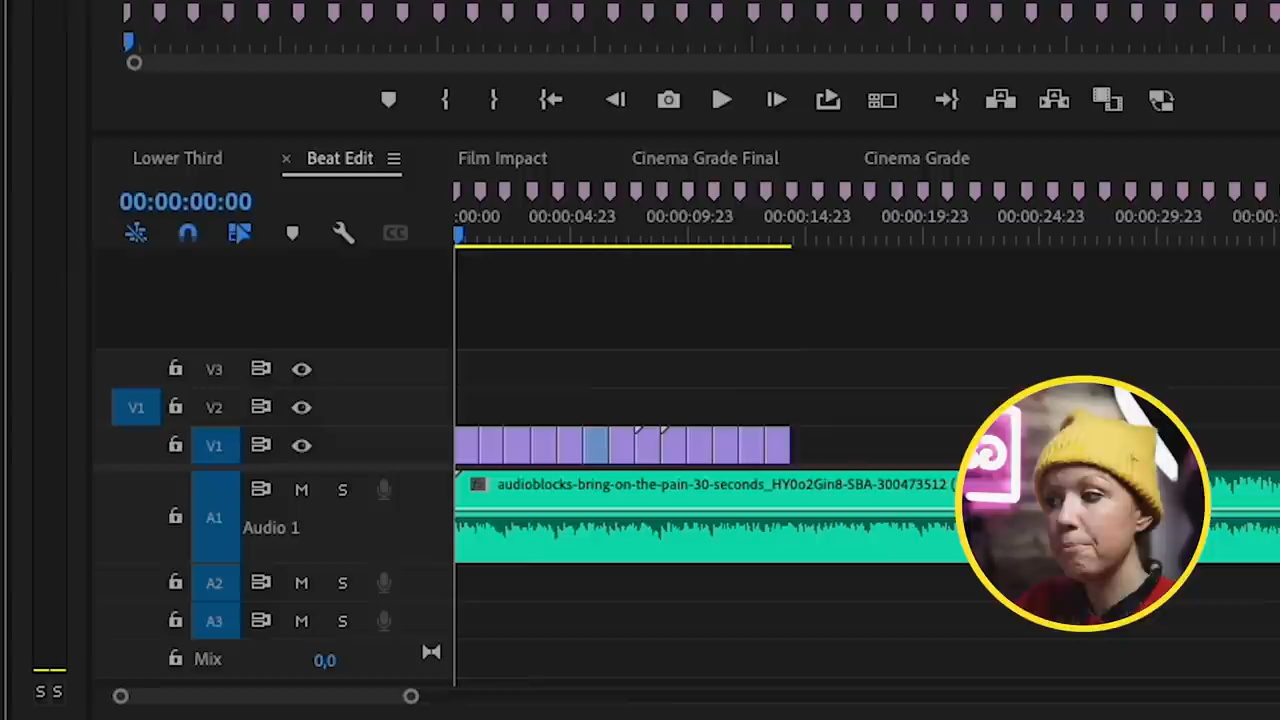 Lower Third × Beat Edit Film Impact Cinema Grade Final Cinema Grade
00:00:00:00
:00:00 00:00:04:23 00:00:09:23 00:00:14:23 00:00:19:23 00:00:24:23 00:00:29:23 00:00:
CC
V3
V1 V2
V1
M S
audioblocks-bring-on-the-pain-30-seconds_HY0o2Gin8-SBA-300473512 (
A1
Audio 1
A2 M S
A3 M S
Mix 0,0
S S